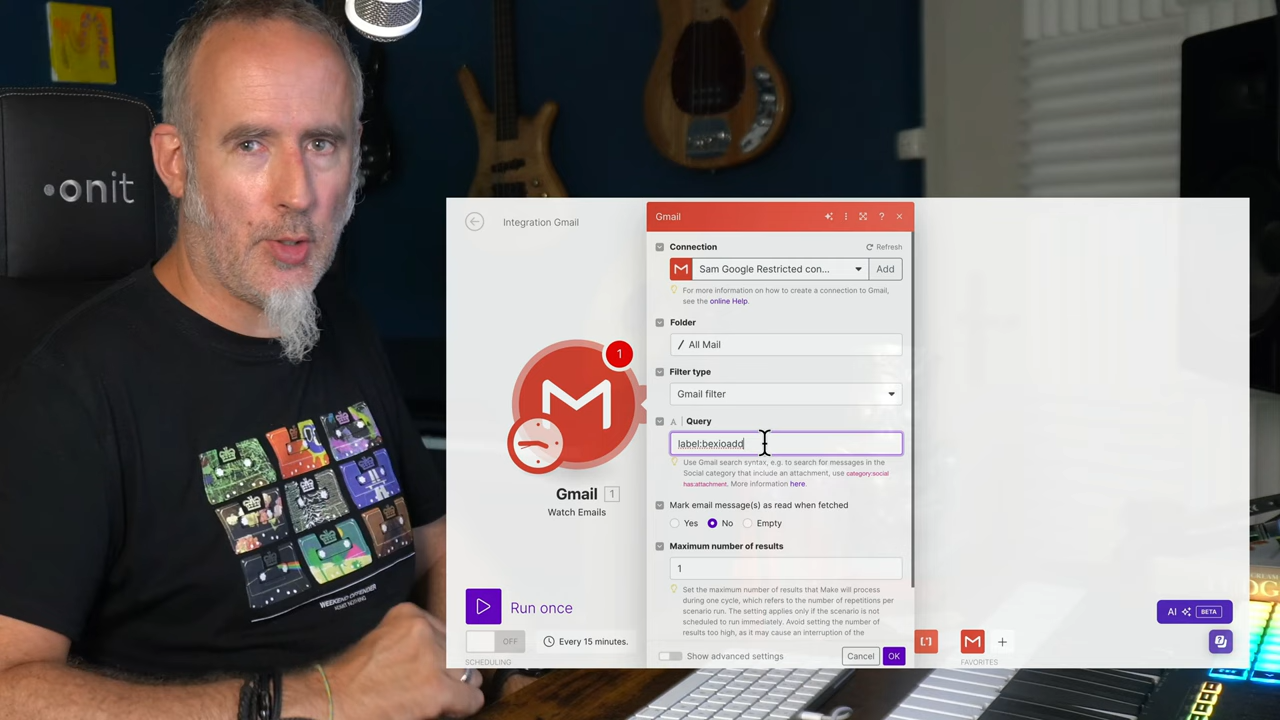 onit
WEEKEND OFFENDER
Integration Gmail
Gmail
Connection
Refresh
Sam Google Restricted con...
Add
For more information on how to create a connection to Gmail,
see the online Help.
Folder
/ All Mail
Filter type
Gmail filter
A | Query
label:bexioadd
Use Gmail search syntax, e.g. to search for messages in the
Social category that include an attachment, use category:social
has:attachment. More information here.
Mark email message(s) as read when fetched
Yes No Empty
Maximum number of results
1
Set the maximum number of results that Make will process
during one cycle, which refers to the number of repetitions per
scenario run. The setting applies only if the scenario is not
scheduled to run immediately. Avoid setting the number of
results too high, as it may cause an interruption of the
Show advanced settings
Cancel
OK
1
Gmail 1
Watch Emails
Run once
OFF
Every 15 minutes.
SCHEDULING
FAVORITES
AI BETA